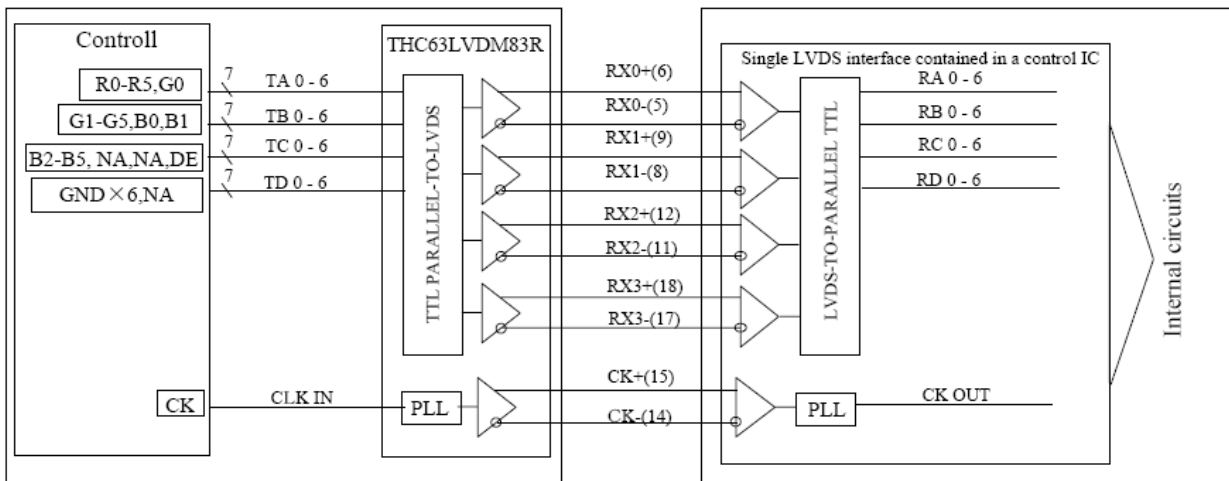 Controll
R0-R5,G0
G1-G5,B0,B1
B2-B5, NA,NA,DE
GND×6,NA
CK
7
TA 0 - 6
7
TB 0 - 6
7
TC 0 - 6
7
TD 0 - 6
CLK IN
THC63LVDM83R
TTL PARALLEL-TO-LVDS
PLL
RX0+(6)
RX0-(5)
RX1+(9)
RX1-(8)
RX2+(12)
RX2-(11)
RX3+(18)
RX3-(17)
CK+(15)
CK-(14)
Single LVDS interface contained in a control IC
LVDS-TO-PARALLEL TTL
PLL
RA 0 - 6
RB 0 - 6
RC 0 - 6
RD 0 - 6
CK OUT
Internal circuits